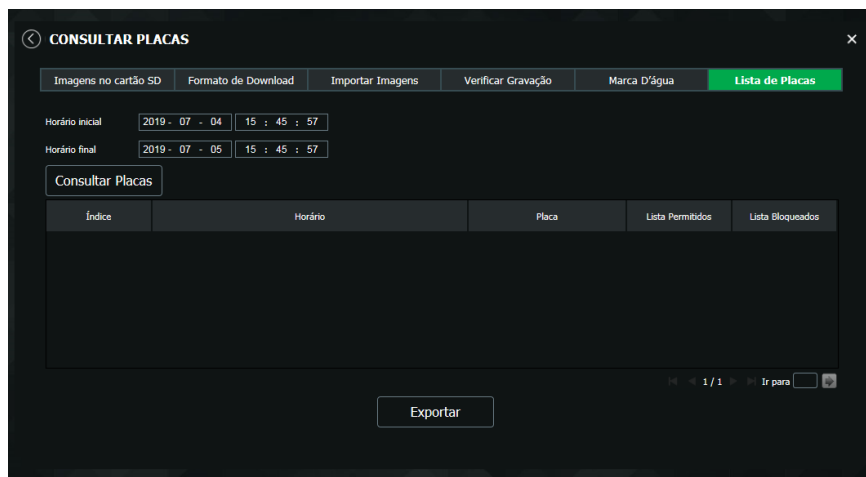 CONSULTAR PLACAS ×
Imagens no cartão SD Formato de Download Importar Imagens Verificar Gravação Marca D'água Lista de Placas
Horário inicial 2019 - 07 - 04 15 : 45 : 57
Horário final 2019 - 07 - 05 15 : 45 : 57
Consultar Placas
Índice Horário Placa Lista Permitidos Lista Bloqueados
1 / 1 Ir para
Exportar